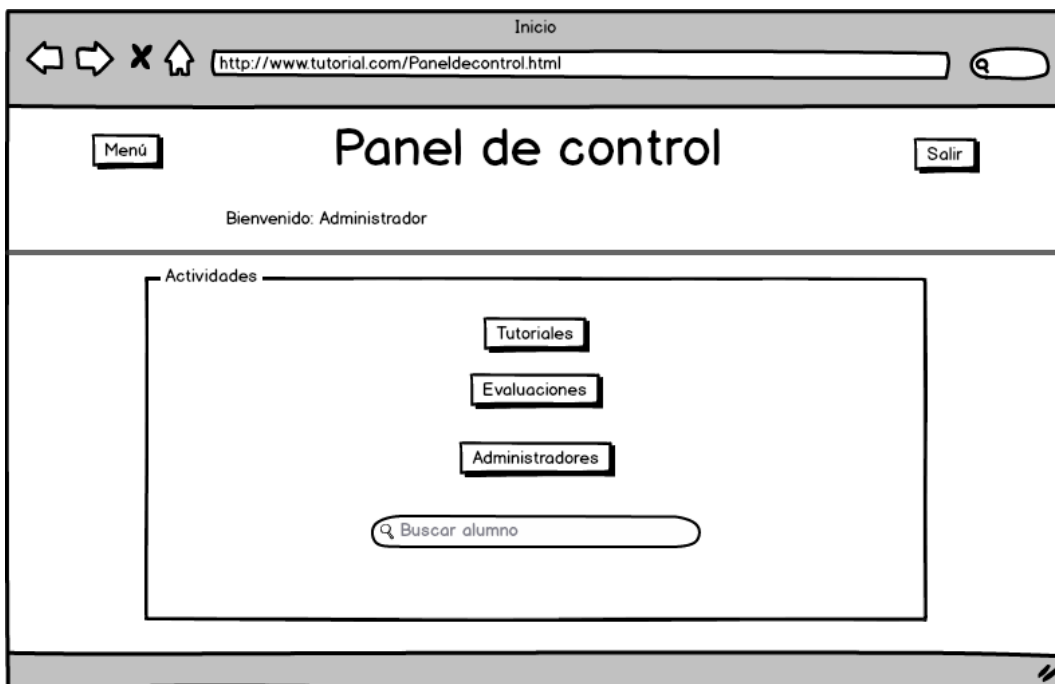 Inicio
http://www.tutorial.com/Paneldecontrol.html
Menú
Panel de control
Salir
Bienvenido: Administrador
Actividades
Tutoriales
Evaluaciones
Administradores
Buscar alumno